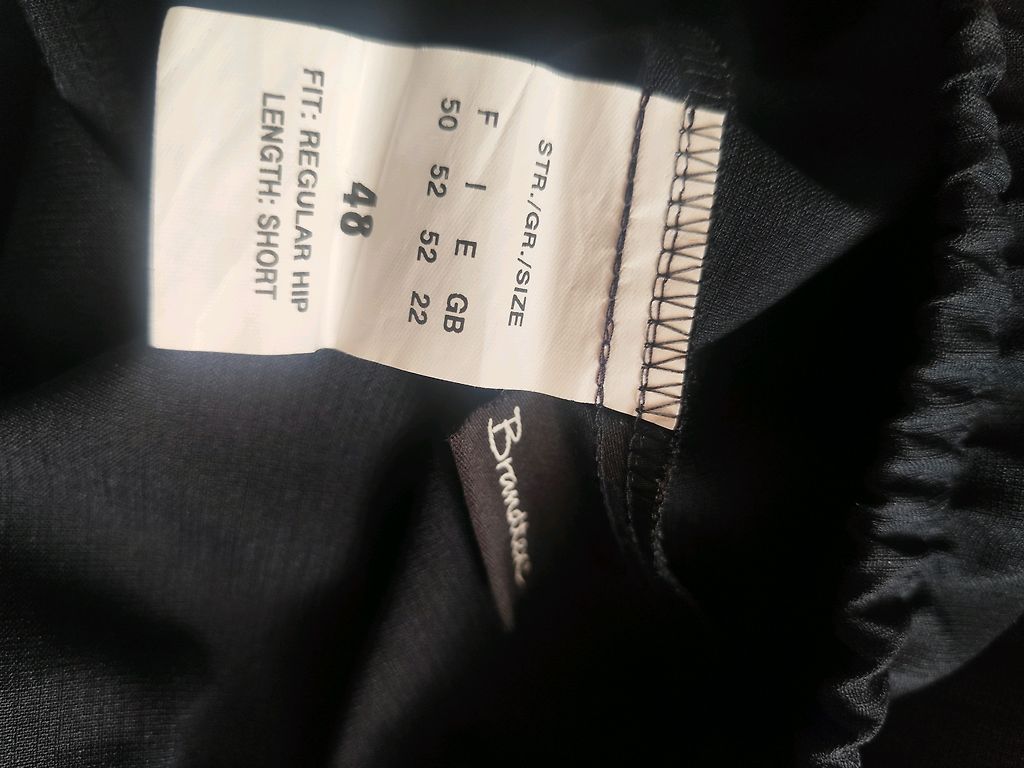 STR./GR./SIZE
F I E GB
50 52 52 22
48
FIT: REGULAR HIP
LENGTH: SHORT